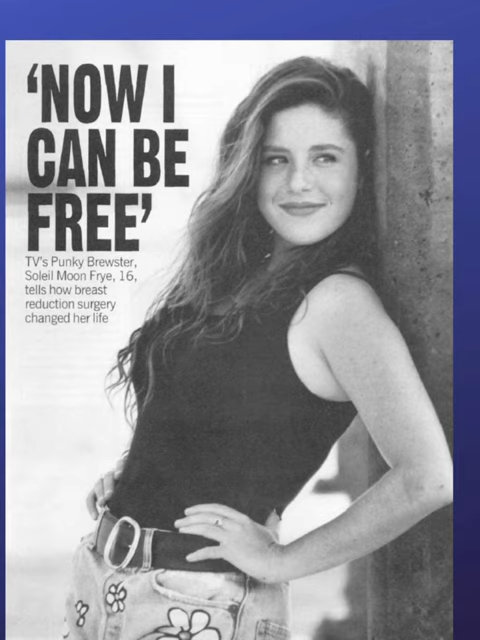 ‘NOW I
CAN BE
FREE’
TV's Punky Brewster,
Soleil Moon Frye, 16,
tells how breast
reduction surgery
changed her life